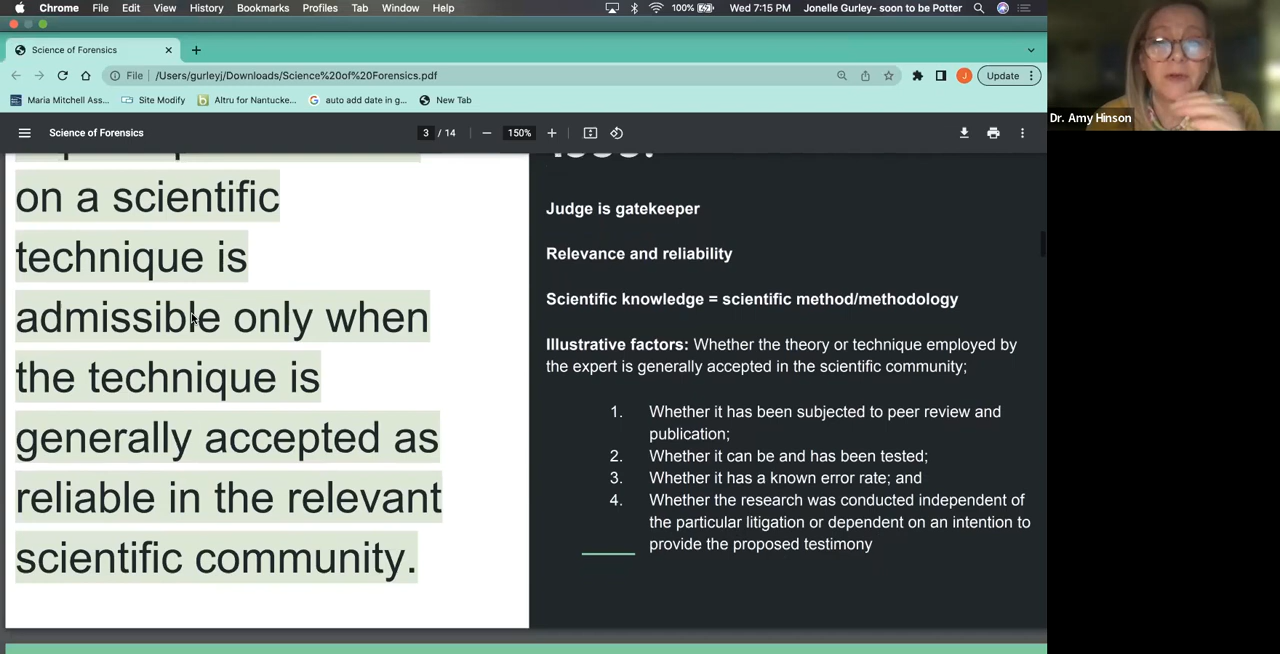 Chrome File Edit View History Bookmarks Profiles Tab Window Help 100% Wed 7:15 PM Jonelle Gurley- soon to be Potter
Science of Forensics
File /Users/gurleyj/Downloads/Science%20of%20Forensics.pdf J Update
Maria Mitchell Ass... Site Modify Altru for Nantucke... auto add date in g... New Tab
Science of Forensics 3 / 14 150%
Dr. Amy Hinson
on a scientific
technique is
admissible only when
the technique is
generally accepted as
reliable in the relevant
scientific community.
Judge is gatekeeper
Relevance and reliability
Scientific knowledge = scientific method/methodology
Illustrative factors: Whether the theory or technique employed by
the expert is generally accepted in the scientific community;
1. Whether it has been subjected to peer review and
publication;
2. Whether it can be and has been tested;
3. Whether it has a known error rate; and
4. Whether the research was conducted independent of
the particular litigation or dependent on an intention to
provide the proposed testimony